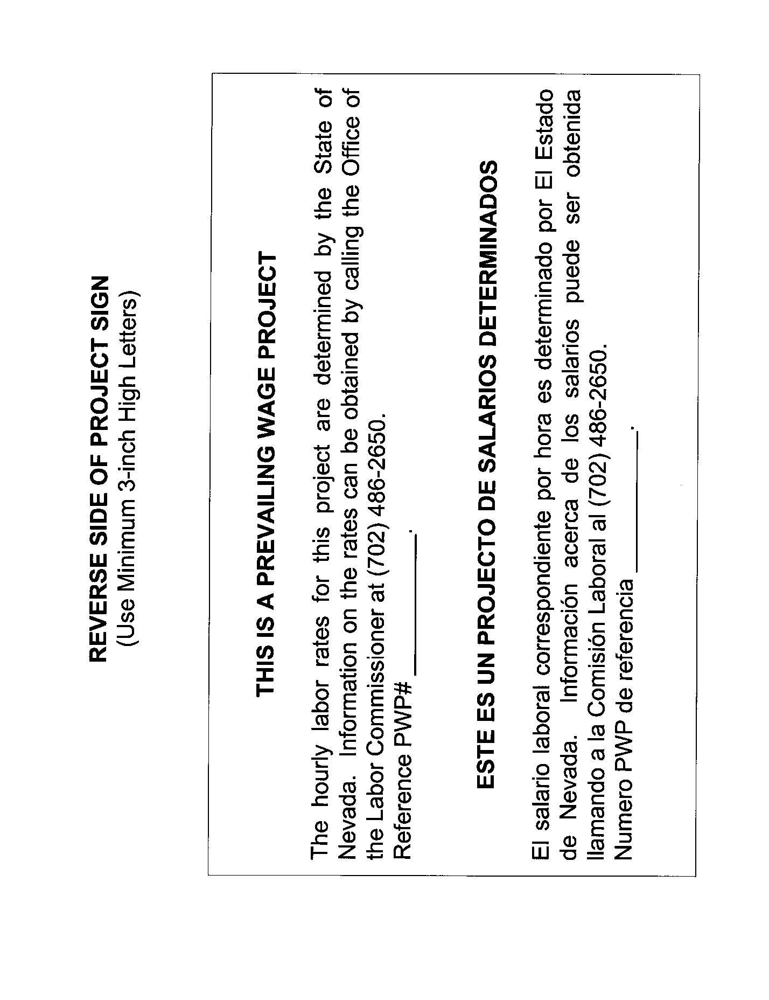 REVERSE SIDE OF PROJECT SIGN
(Use Minimum 3-inch High Letters)
THIS IS A PREVAILING WAGE PROJECT
The hourly labor rates for this project are determined by the State of
Nevada. Information on the rates can be obtained by calling the Office of
the Labor Commissioner at (702) 486-2650.
Reference PWP# ___________.
ESTE ES UN PROJECTO DE SALARIOS DETERMINADOS
El salario laboral correspondiente por hora es determinado por El Estado
de Nevada. Información acerca de los salarios puede ser obtenida
llamando a la Comisión Laboral al (702) 486-2650.
Numero PWP de referencia ___________.